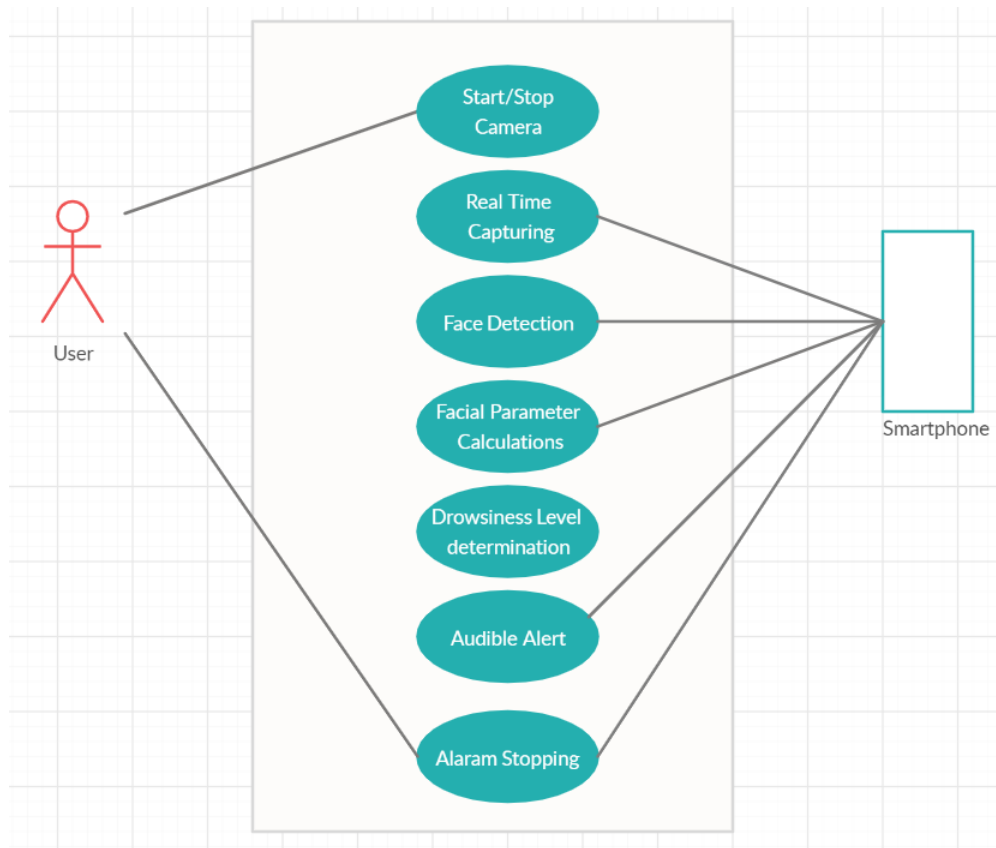 Start/Stop
Camera
Real Time
Capturing
Face Detection
User
Facial Parameter
Calculations
Smartphone
Drowsiness Level
determination
Audible Alert
Alaram Stopping